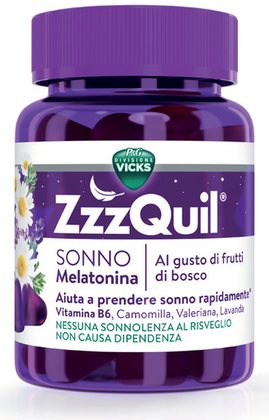 P&G
DIVISIONE
VICKS
ZzzQuil®
SONNO
Melatonina
Al gusto di frutti
di bosco
Aiuta a prendere sonno rapidamente*
Vitamina B6, Camomilla, Valeriana, Lavanda
NESSUNA SONNOLENZA AL RISVEGLIO
NON CAUSA DIPENDENZA